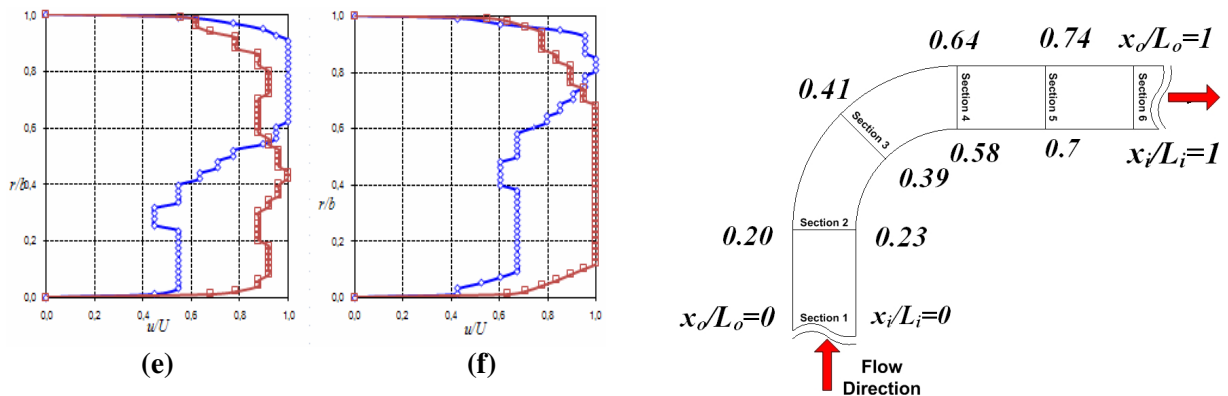 1,0
0,8
0,6
r/b
0,4
0,2
0,0
0,0 0,2 0,4 0,6 0,8 1,0
u/U
(e)
1,0
0,8
0,6
0,4
r/b
0,2
0,0
0,0 0,2 0,4 0,6 0,8 1,0
u/U
(f)
0.64 0.74 xo/Lo=1
0.41
Section 4
Section 5
Section 6
Section 3
0.58 0.7 xi/Li=1
0.39
Section 2
0.20 0.23
xo/Lo=0 xi/Li=0
Section 1
Flow
Direction